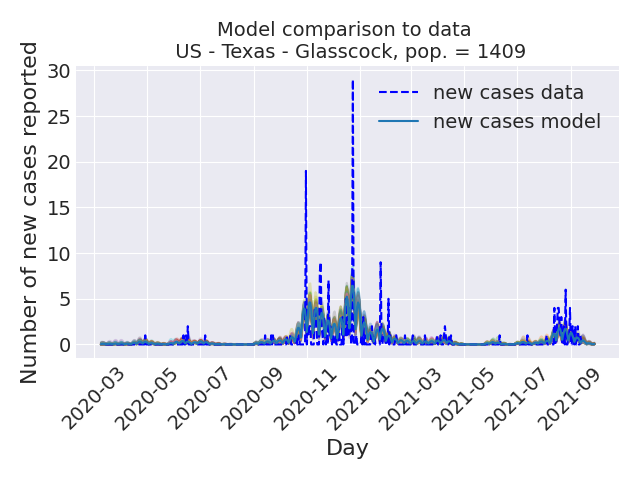 Model comparison to data
US - Texas - Glasscock, pop. = 1409
Number of new cases reported
30
25
20
15
10
5
0
new cases data
new cases model
2020-03
2020-05
2020-07
2020-09
2020-11
2021-01
2021-03
2021-05
2021-07
2021-09
Day